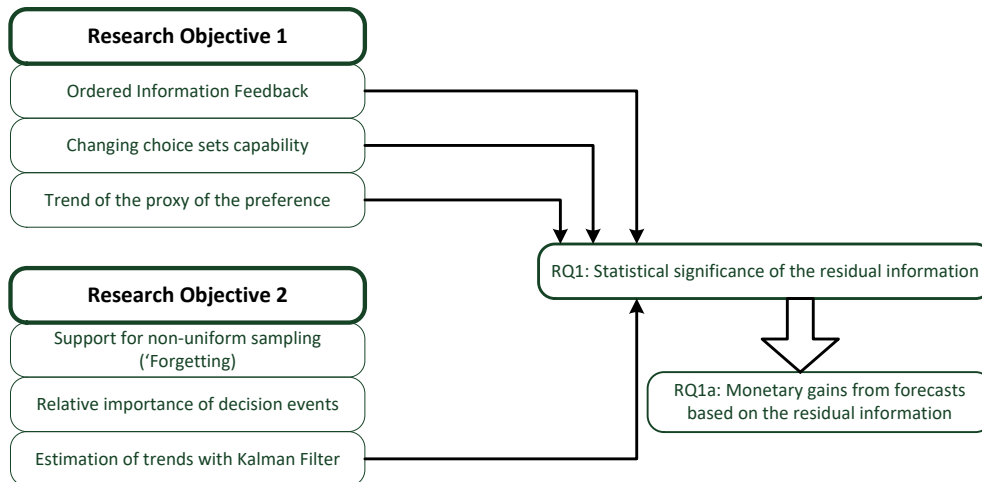 Research Objective 1
Ordered Information Feedback
Changing choice sets capability
Trend of the proxy of the preference
Research Objective 2
Support for non-uniform sampling
(‘Forgetting)
Relative importance of decision events
Estimation of trends with Kalman Filter
RQ1: Statistical significance of the residual information
RQ1a: Monetary gains from forecasts
based on the residual information